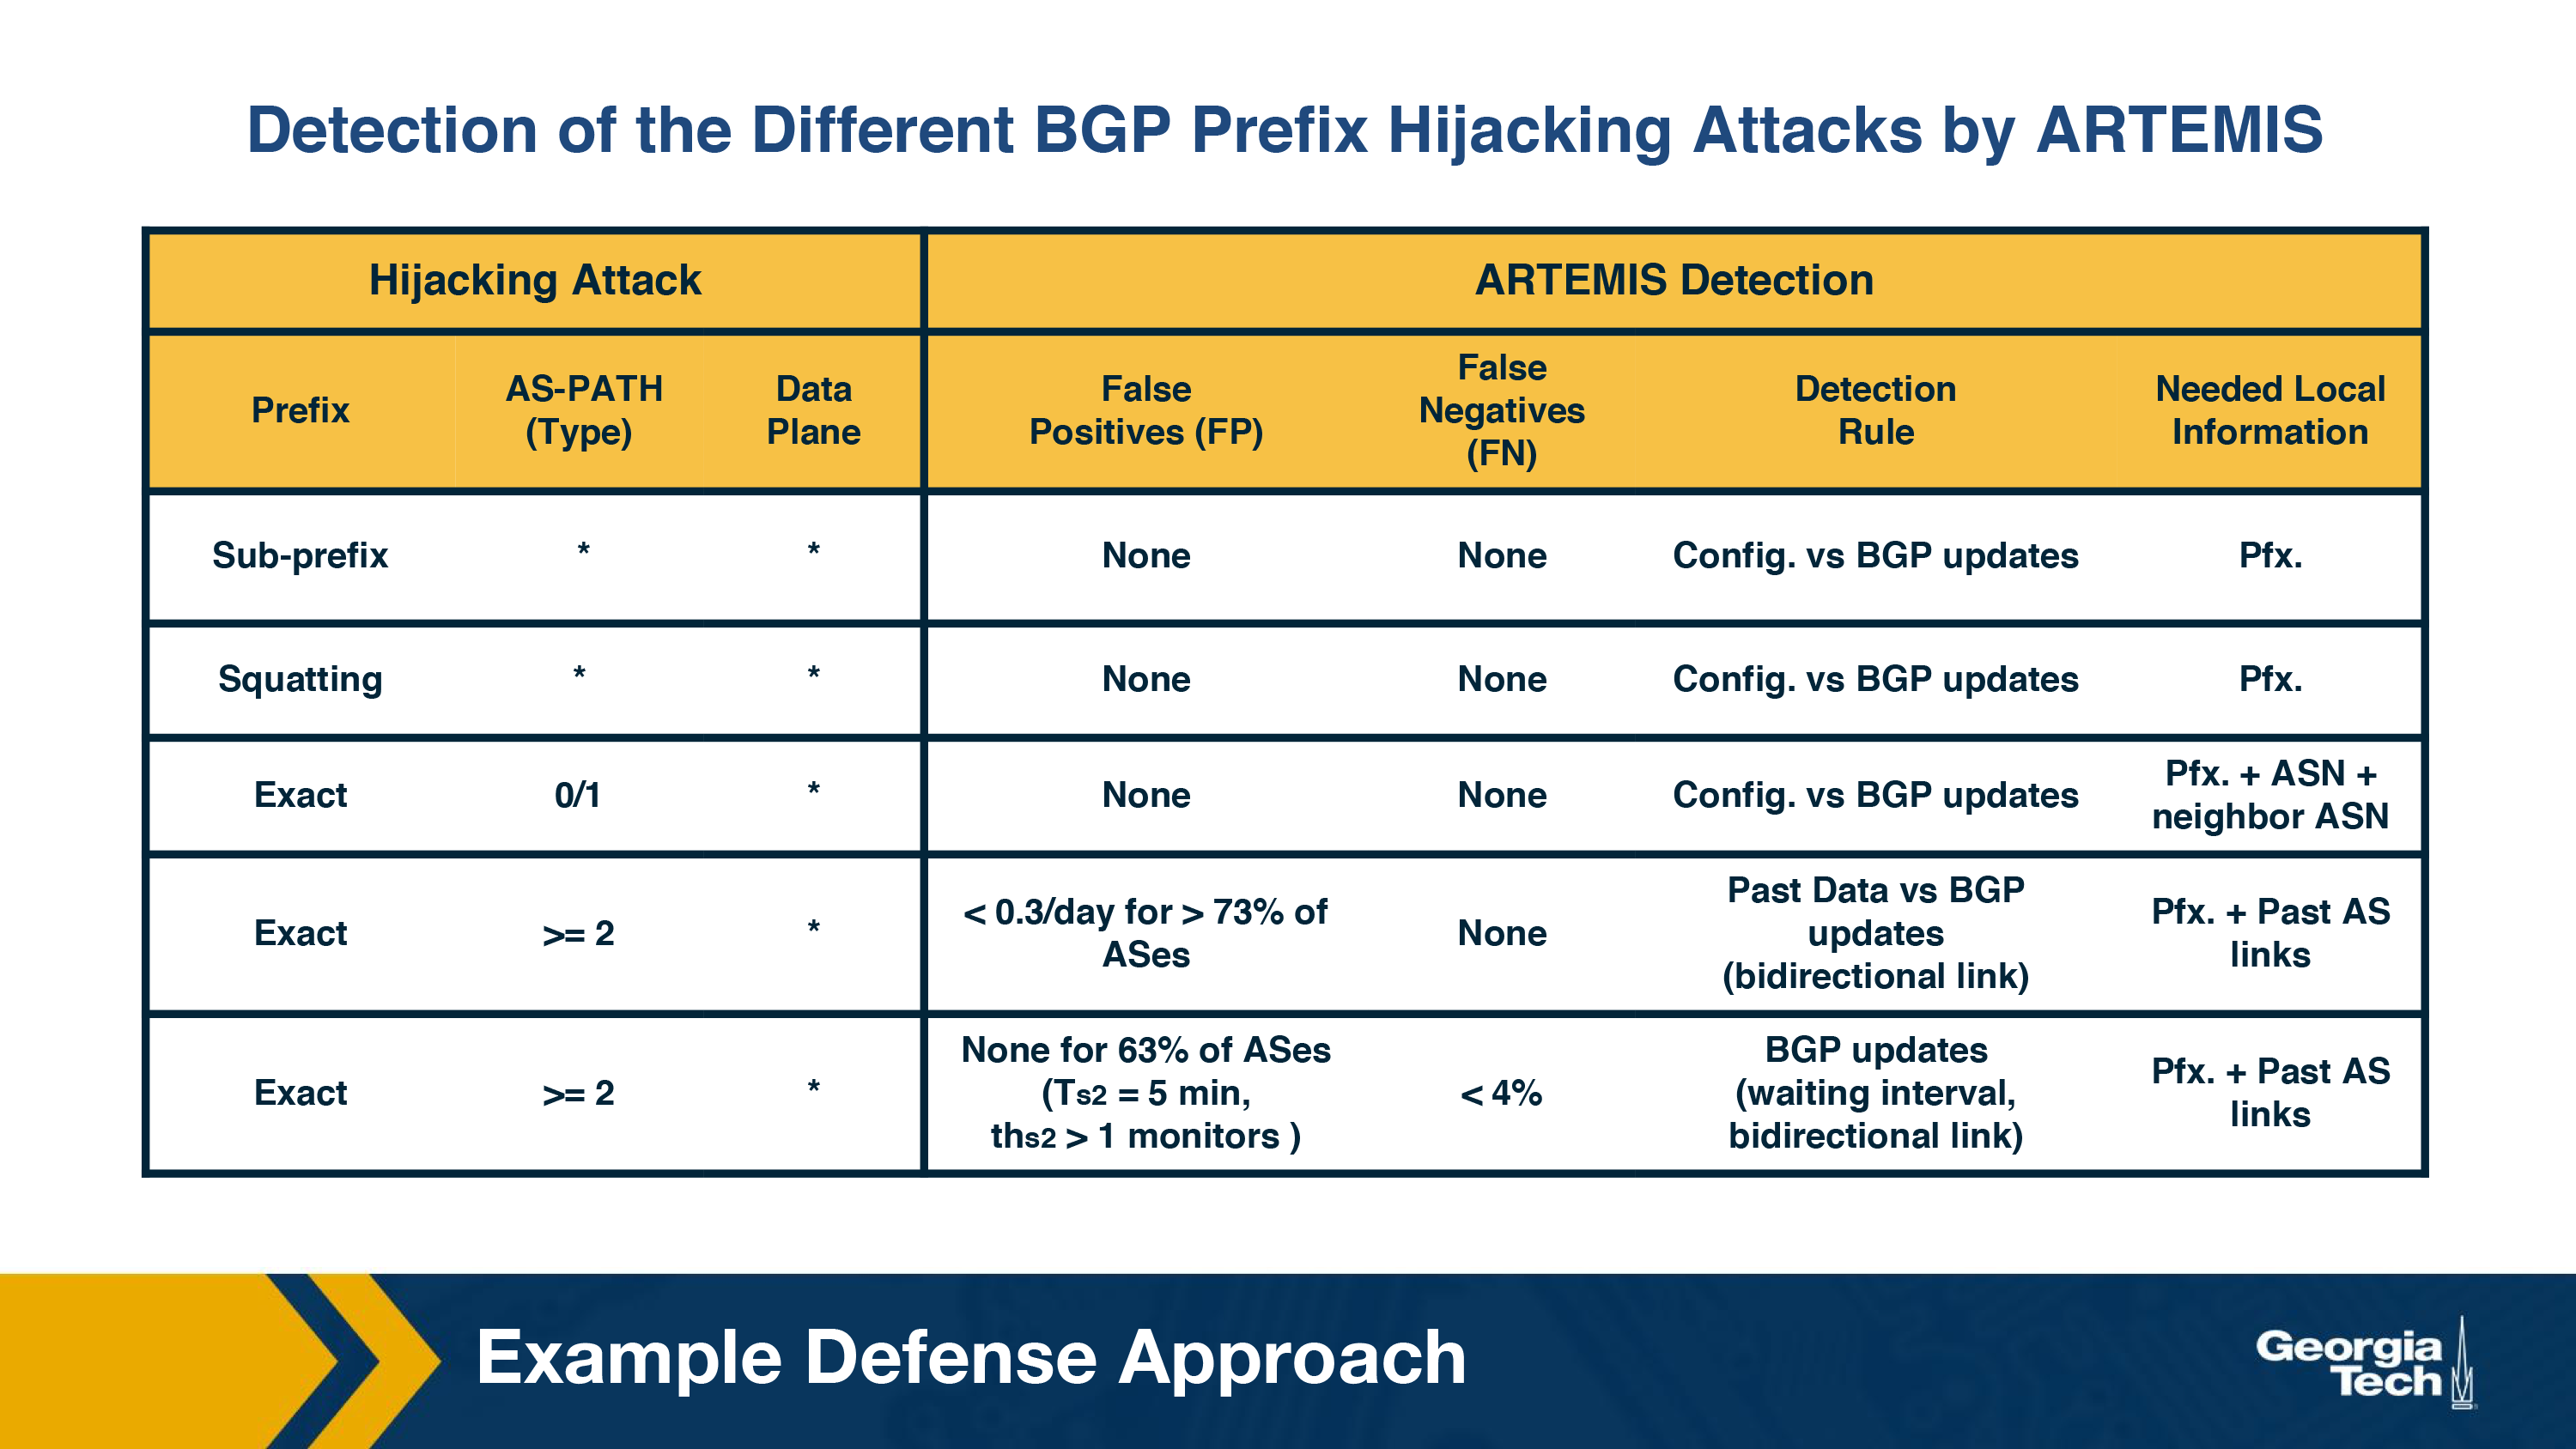 Detection of the Different BGP Prefix Hijacking Attacks by ARTEMIS
Hijacking Attack
ARTEMIS Detection
Prefix
AS-PATH
(Type)
Data
Plane
False
Positives (FP)
False
Negatives
(FN)
Detection
Rule
Needed Local
Information
Sub-prefix
*
*
None
None
Config. vs BGP updates
Pfx.
Squatting
*
*
None
None
Config. vs BGP updates
Pfx.
Exact
0/1
*
None
None
Config. vs BGP updates
Pfx. + ASN +
neighbor ASN
Exact
>= 2
*
< 0.3/day for > 73% of
ASes
None
Past Data vs BGP
updates
(bidirectional link)
Pfx. + Past AS
links
Exact
>= 2
*
None for 63% of ASes
(Ts2 = 5 min,
ths2 > 1 monitors )
< 4%
BGP updates
(waiting interval,
bidirectional link)
Pfx. + Past AS
links
Example Defense Approach
Georgia
Tech